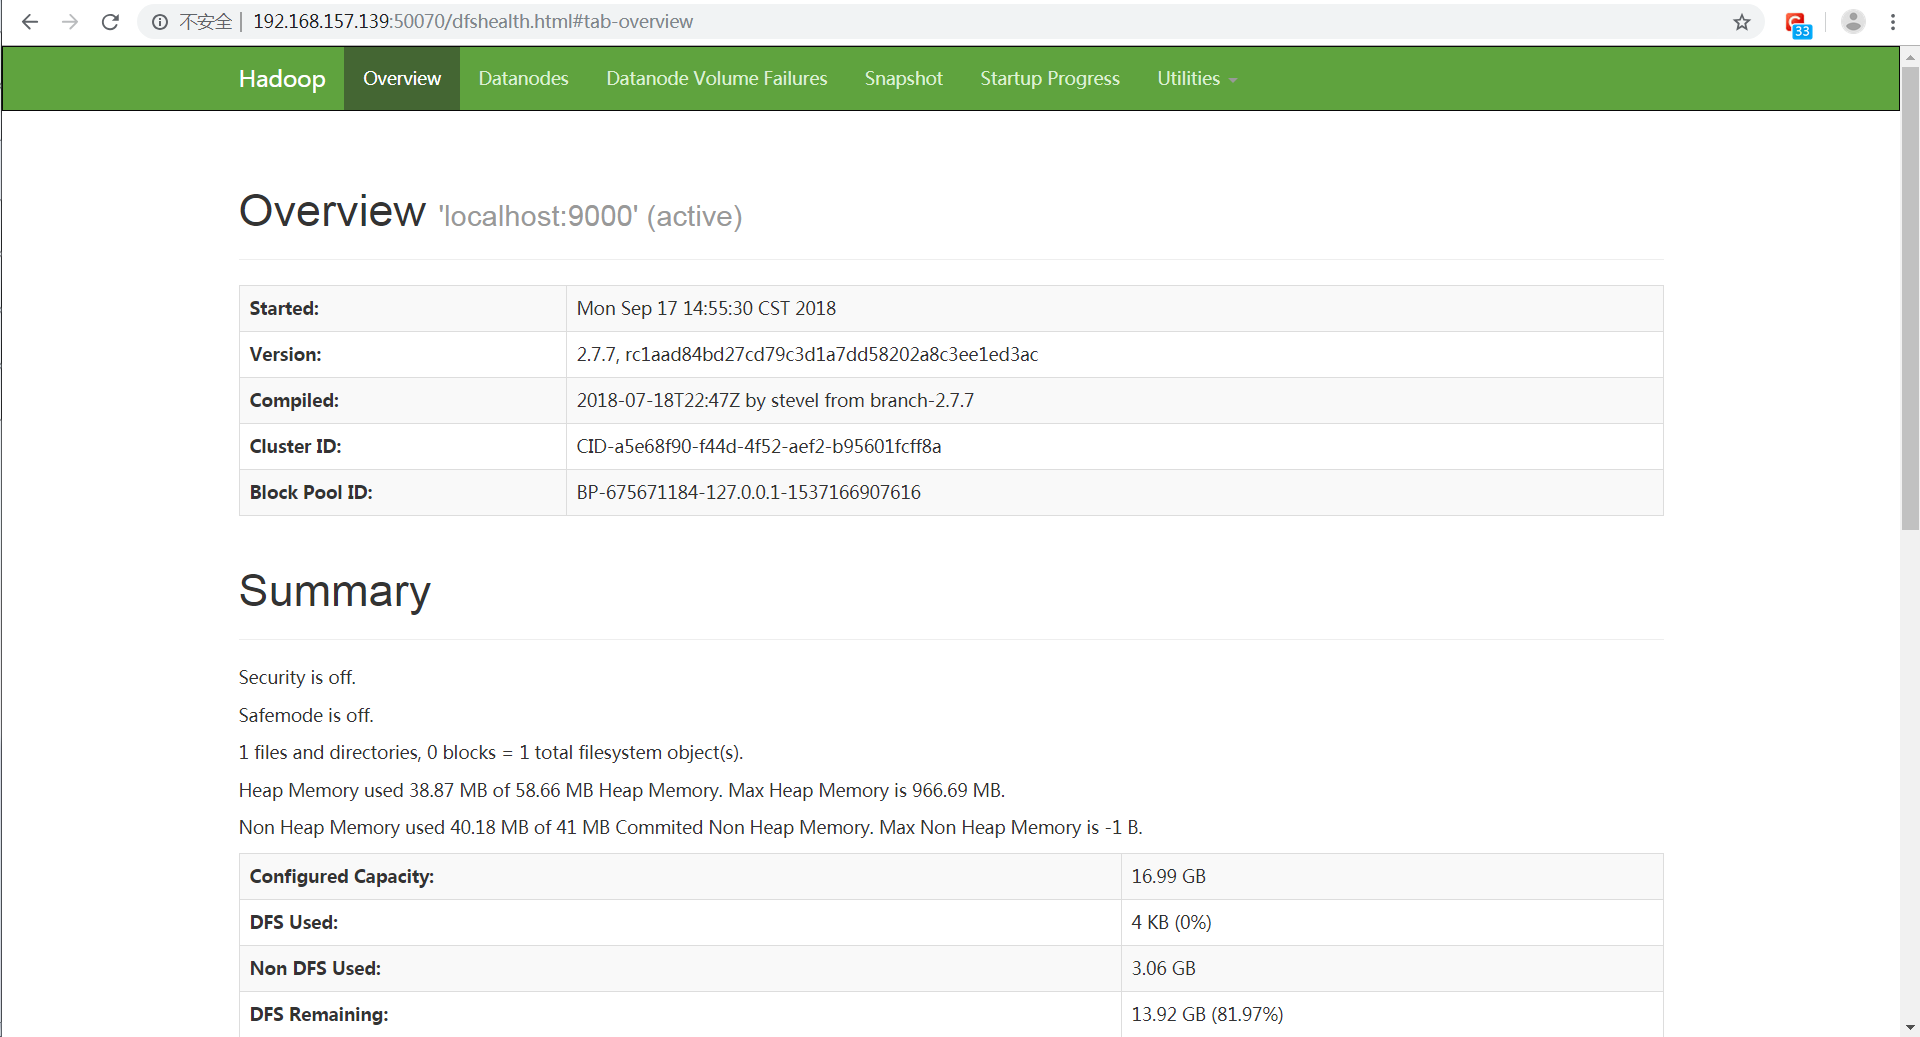 不安全 | 192.168.157.139:50070/dfshealth.html#tab-overview
33
Hadoop Overview Datanodes Datanode Volume Failures Snapshot Startup Progress Utilities
Overview 'localhost:9000' (active)
Started: Mon Sep 17 14:55:30 CST 2018
Version: 2.7.7, rc1aad84bd27cd79c3d1a7dd58202a8c3ee1ed3ac
Compiled: 2018-07-18T22:47Z by stevel from branch-2.7.7
Cluster ID: CID-a5e68f90-f44d-4f52-aef2-b95601fcff8a
Block Pool ID: BP-675671184-127.0.0.1-1537166907616
Summary
Security is off.
Safemode is off.
1 files and directories, 0 blocks = 1 total filesystem object(s).
Heap Memory used 38.87 MB of 58.66 MB Heap Memory. Max Heap Memory is 966.69 MB.
Non Heap Memory used 40.18 MB of 41 MB Commited Non Heap Memory. Max Non Heap Memory is -1 B.
Configured Capacity: 16.99 GB
DFS Used: 4 KB (0%)
Non DFS Used: 3.06 GB
DFS Remaining: 13.92 GB (81.97%)